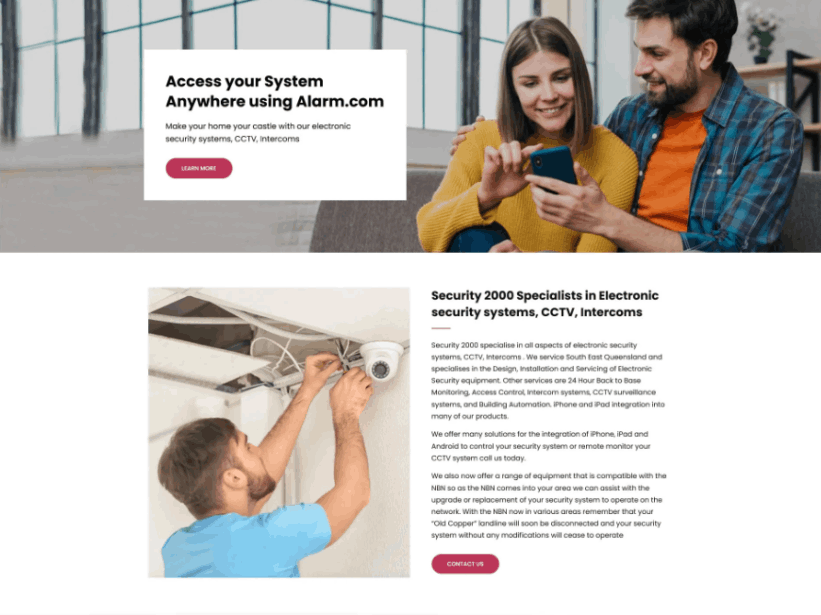 Access your System
Anywhere using Alarm.com
Make your home your castle with our electronic
security systems, CCTV, Intercoms
LEARN MORE
Security 2000 Specialists in Electronic
security systems, CCTV, Intercoms
Security 2000 specialise in all aspects of electronic security
systems, CCTV, Intercoms . We service South East Queensland and
specialises in the Design, Installation and Servicing of Electronic
Security equipment. Other services are 24 Hour Back to Base
Monitoring, Access Control, Intercom systems, CCTV surveillance
systems, and Building Automation. iPhone and iPad integration into
many of our products.
We offer many solutions for the integration of iPhone, iPad and
Android to control your security system or remote monitor your
CCTV system call us today.
We also now offer a range of equipment that is compatible with the
NBN so as the NBN comes into your area we can assist with the
upgrade or replacement of your security system to operate on the
network. With the NBN now in various areas remember that your
“Old Copper” landline will soon be disconnected and your security
system without any modifications will cease to operate
CONTACT US